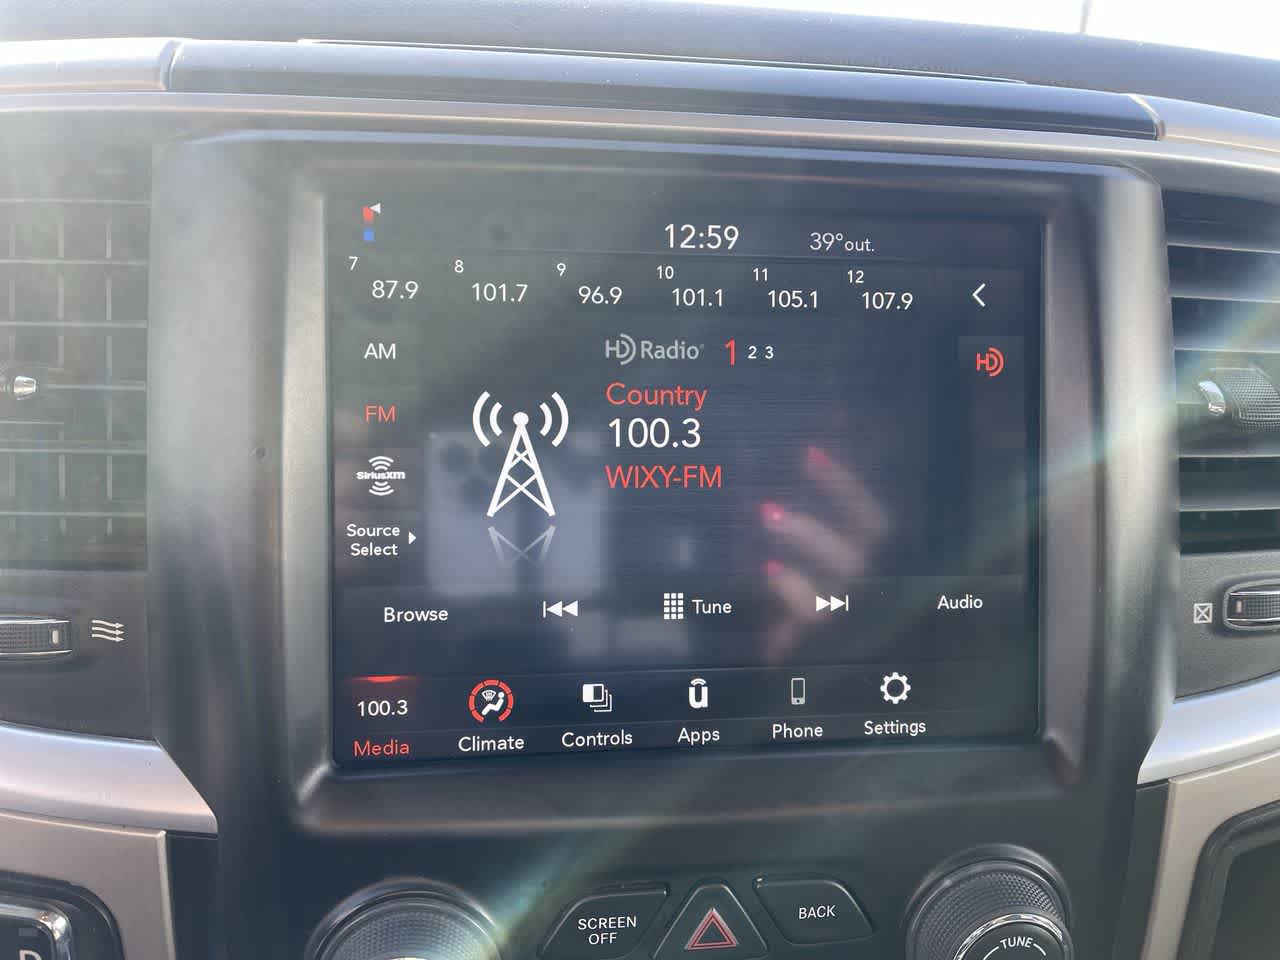 12:59 39°out.
7 8 9 10 11 12
87.9 101.7 96.9 101.1 105.1 107.9
AM
HD Radio 1 2 3
HD
Country
FM
100.3
SiriusXM
WIXY-FM
Source
Select
Browse
Tune
Audio
100.3
Media
Climate
Controls
Apps
Phone
Settings
SCREEN
OFF
BACK
TUNE
D